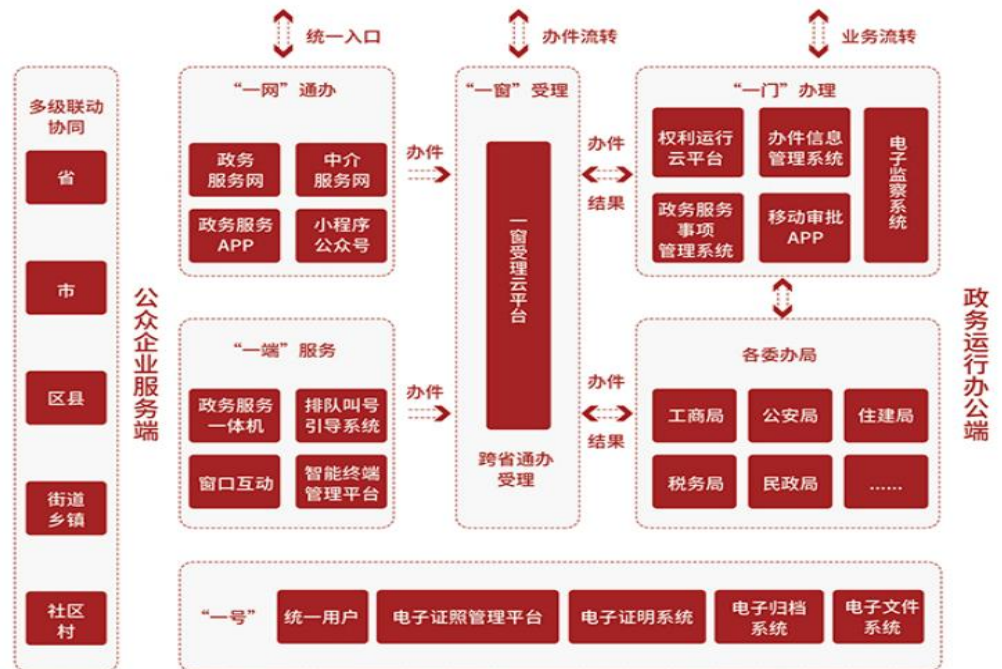 统一入口
办件流转
业务流转
多级联动
协同
省
市
区县
街道
乡镇
社区
村
公众企业服务端
“一网”通办
政务
服务网
中介
服务网
政务服务
APP
小程序
公众号
“一端”服务
政务服务
一体机
排队叫号
引导系统
窗口互动
智能终端
管理平台
办件
办件
“一窗”受理
一窗受理云平台
跨省通办
受理
办件
结果
办件
结果
“一门”办理
权利运行
云平台
办件信息
管理系统
政务服务
事项
管理系统
移动审批
APP
电子监察系统
各委办局
工商局
公安局
住建局
税务局
民政局
......
政务运行办公端
“一号”
统一用户
电子证照管理平台
电子证明系统
电子归档
系统
电子文件
系统